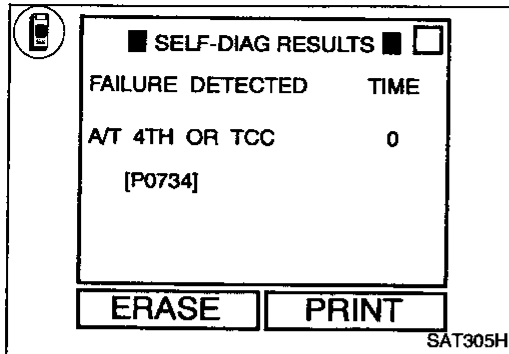 SELF-DIAG RESULTS
FAILURE DETECTED TIME
A/T 4TH OR TCC 0
[P0734]
ERASE PRINT
SAT305H